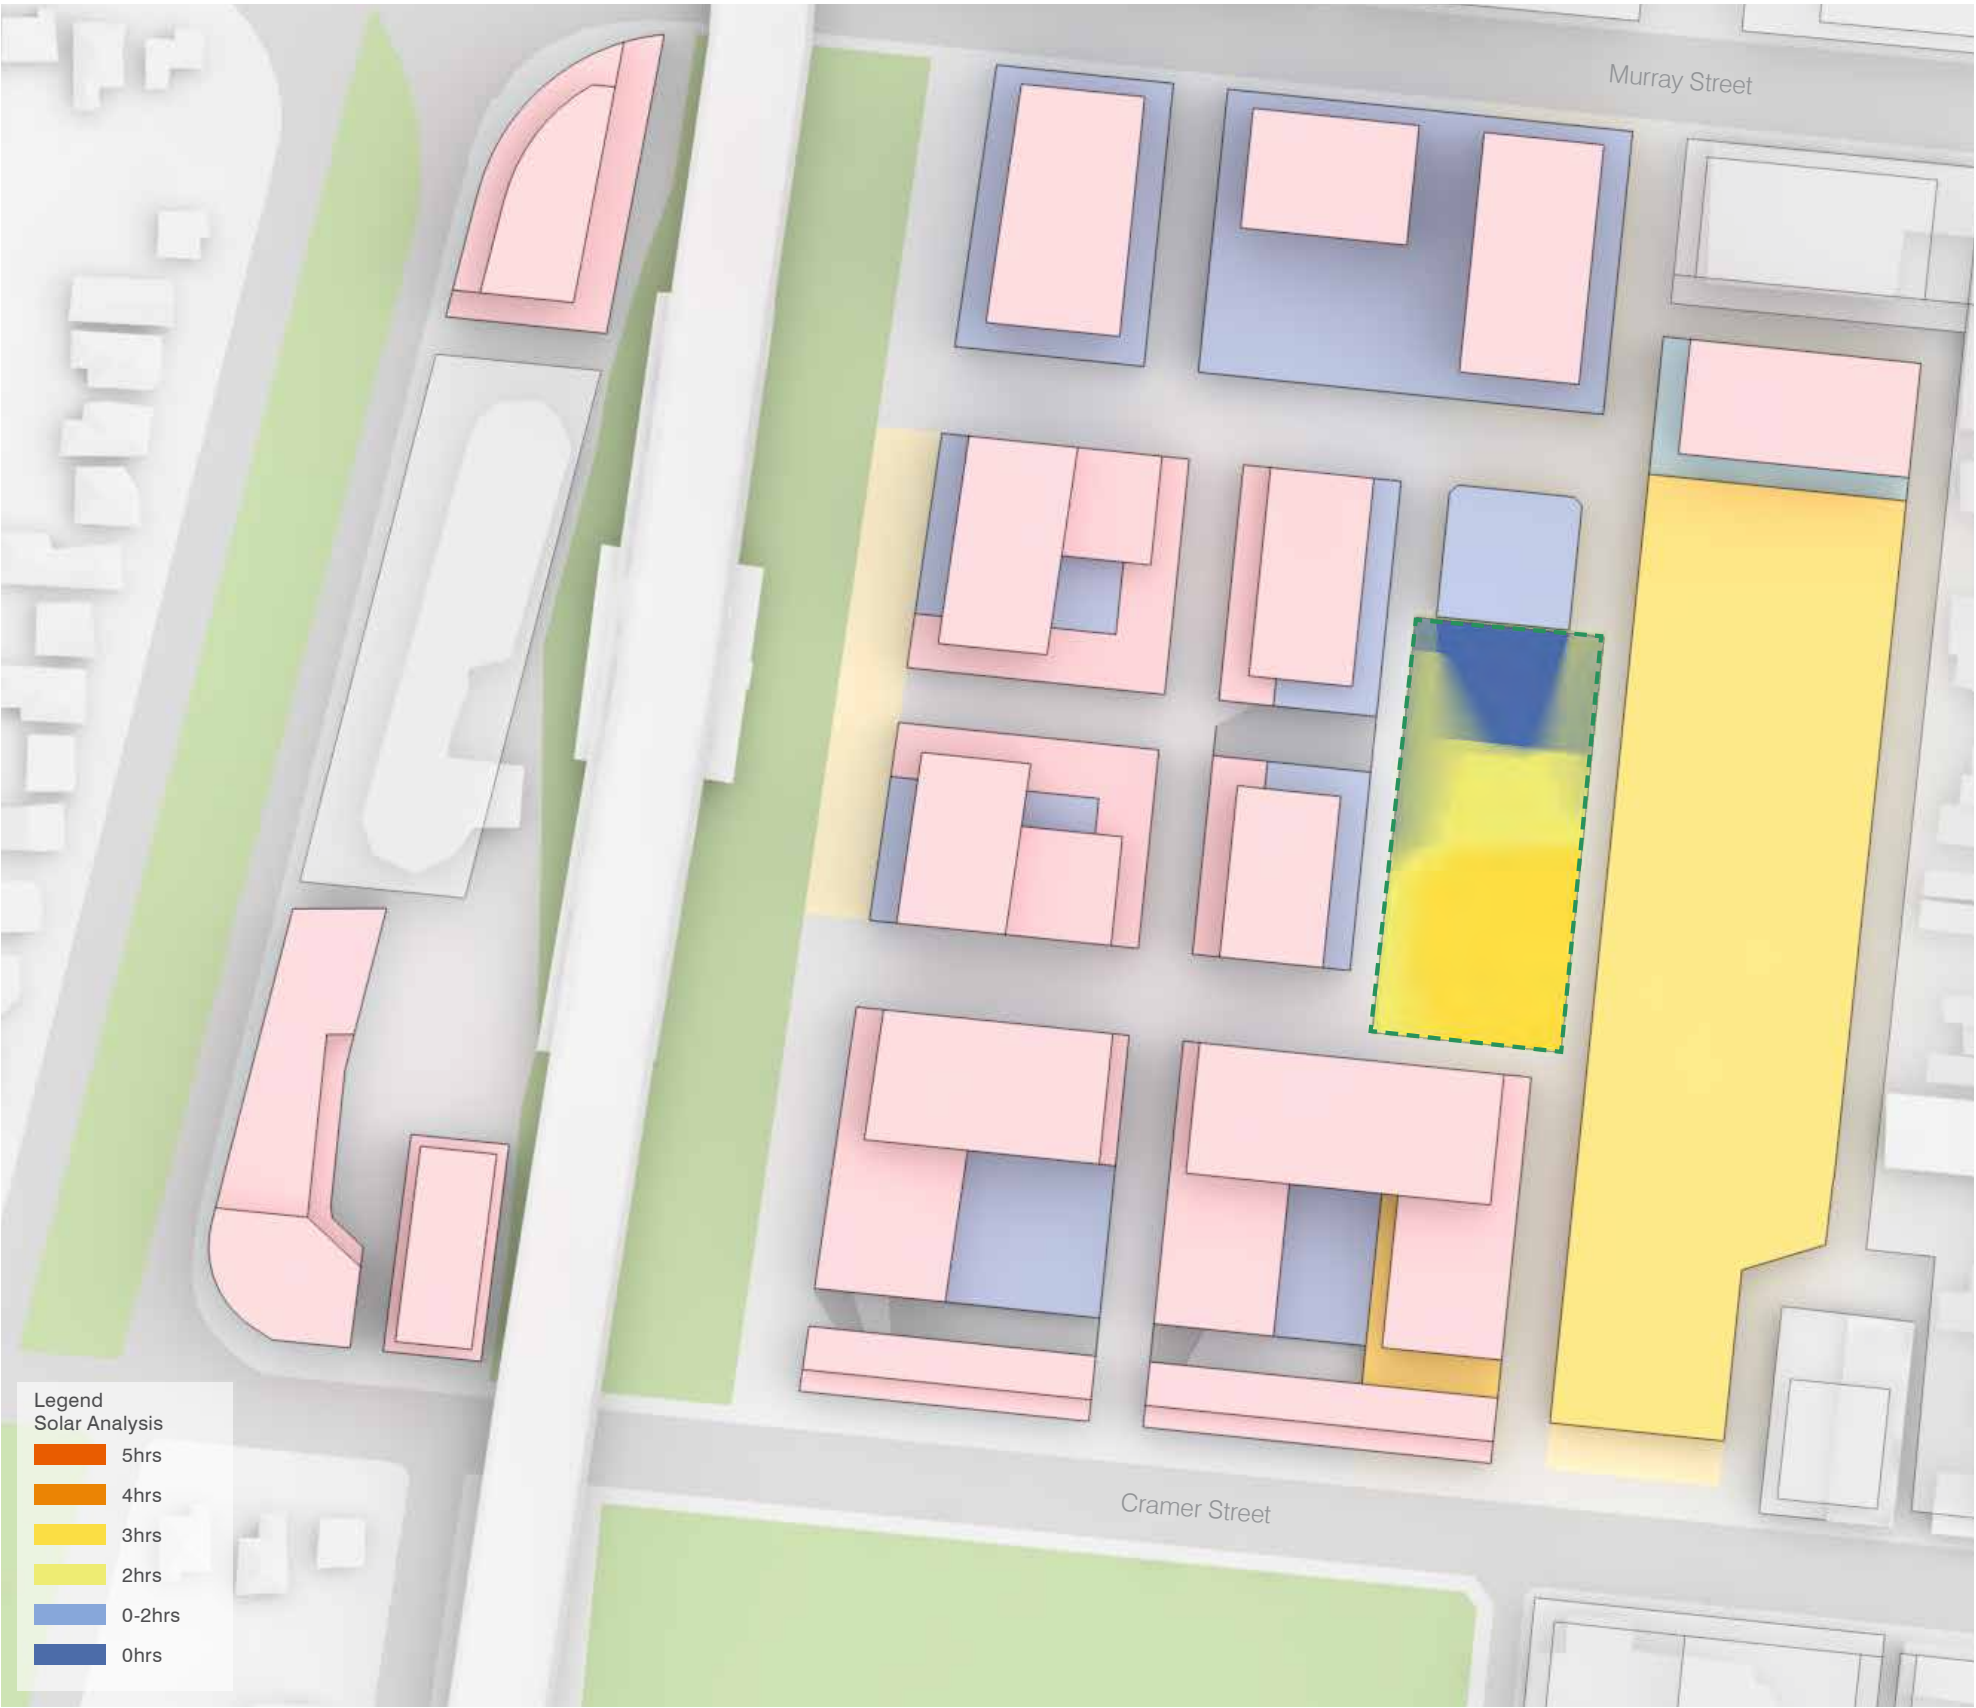 Murray Street
Cramer Street
Legend
Solar Analysis
5hrs
4hrs
3hrs
2hrs
0-2hrs
0hrs